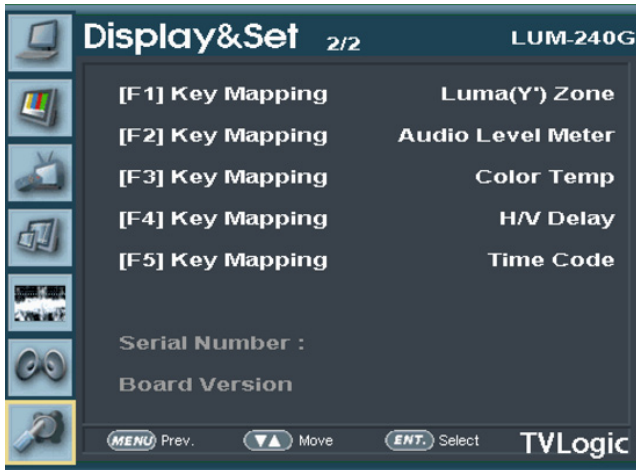 Display&Set 2/2 LUM-240G
[F1] Key Mapping Luma(Y') Zone
[F2] Key Mapping Audio Level Meter
[F3] Key Mapping Color Temp
[F4] Key Mapping H/V Delay
[F5] Key Mapping Time Code
Serial Number :
Board Version
MENU Prev. ▼▲ Move ENT. Select TVLogic